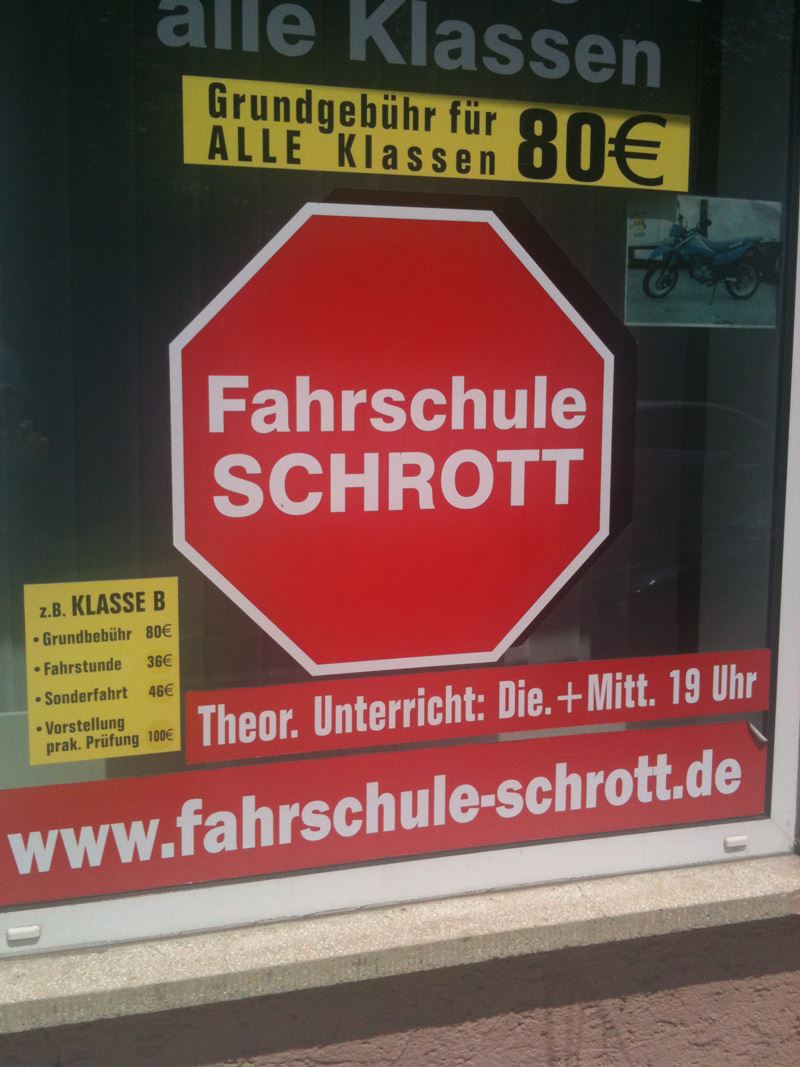 alle Klassen
Grundgebühr für
ALLE Klassen
80€
Fahrschule
SCHROTT
z.B. KLASSE B
• Grundbebühr 80€
• Fahrstunde 36€
• Sonderfahrt 46€
• Vorstellung
prak. Prüfung 100€
Theor. Unterricht: Die.+Mitt. 19 Uhr
www.fahrschule-schrott.de